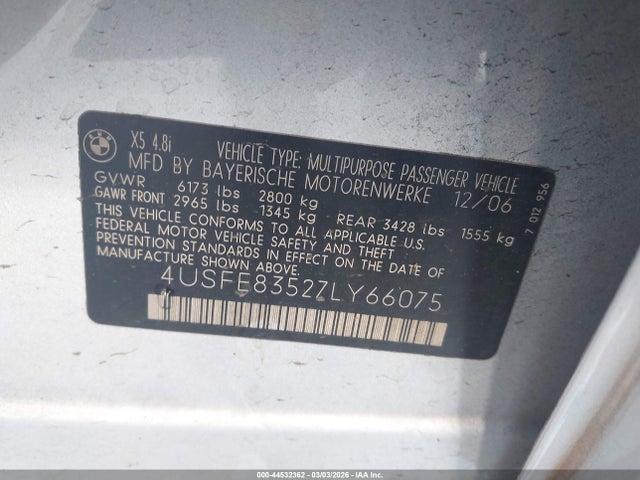 BMW
X5 4.8i
VEHICLE TYPE: MULTIPURPOSE PASSENGER VEHICLE
MFD BY BAYERISCHE MOTORENWERKE 12/06
GVWR 6173 lbs 2800 kg
GAWR FRONT 2965 lbs 1345 kg REAR 3428 lbs 1555 kg
THIS VEHICLE CONFORMS TO ALL APPLICABLE U.S.
FEDERAL MOTOR VEHICLE SAFETY AND THEFT
PREVENTION STANDARDS IN EFFECT ON THE DATE OF
MANUFACTURE SHOWN ABOVE.
4USFE83527LY66075
7 012 956
000-44532362 | 03/03/2026 - IAA Inc.